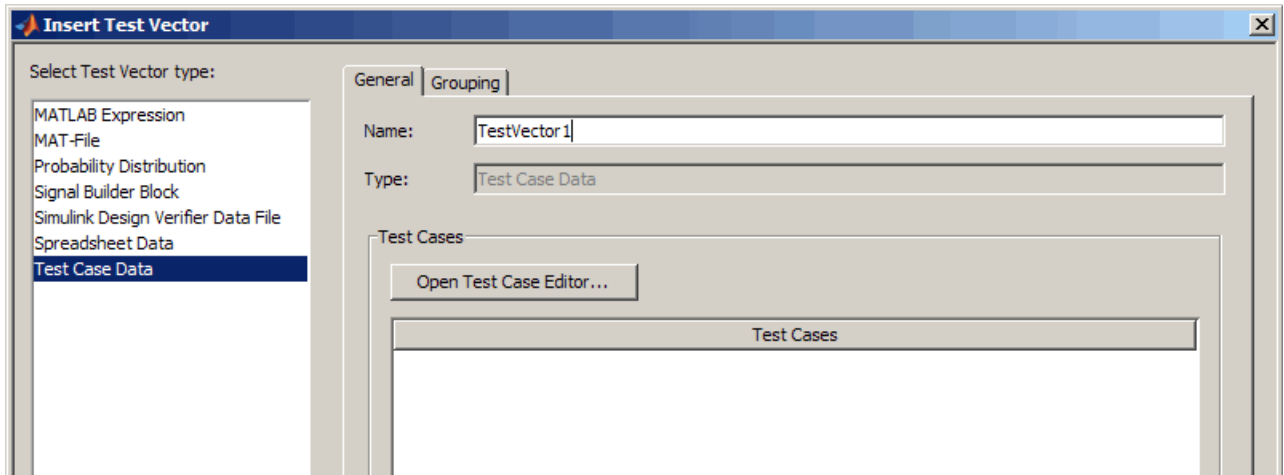 Insert Test Vector
Select Test Vector type:
MATLAB Expression
MAT-File
Probability Distribution
Signal Builder Block
Simulink Design Verifier Data File
Spreadsheet Data
Test Case Data
General Grouping
Name: TestVector1
Type: Test Case Data
Test Cases
Open Test Case Editor...
Test Cases